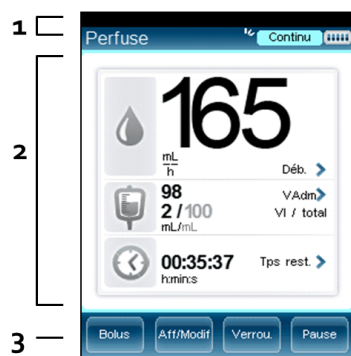 1
Perfuse Continu
2
165
mL
h
Déb.
98 VAdm
2 / 100 VI / total
mL/mL
00:35:37 Tps rest.
h:min:s
3
Bolus Aff/Modif Verrou. Pause